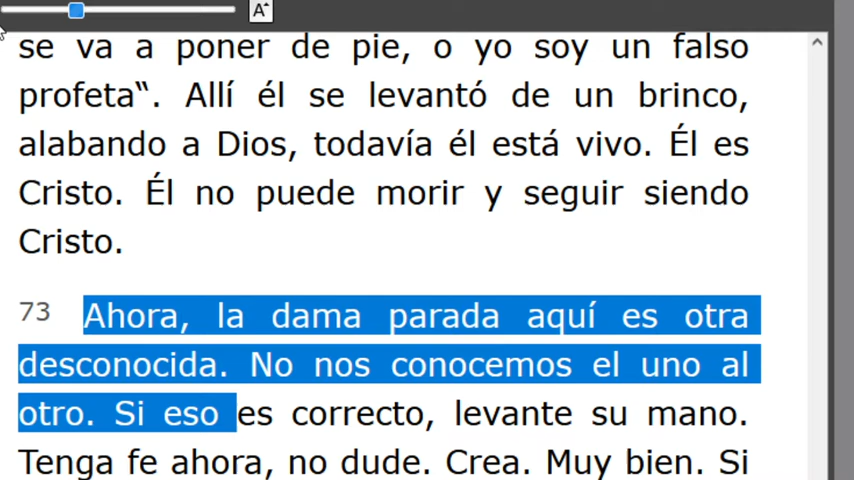 A
se va a poner de pie, o yo soy un falso
profeta“. Allí él se levantó de un brinco,
alabando a Dios, todavía él está vivo. Él es
Cristo. Él no puede morir y seguir siendo
Cristo.
73 Ahora, la dama parada aquí es otra
desconocida. No nos conocemos el uno al
otro. Si eso es correcto, levante su mano.
Tenga fe ahora, no dude. Crea. Muy bien. Si